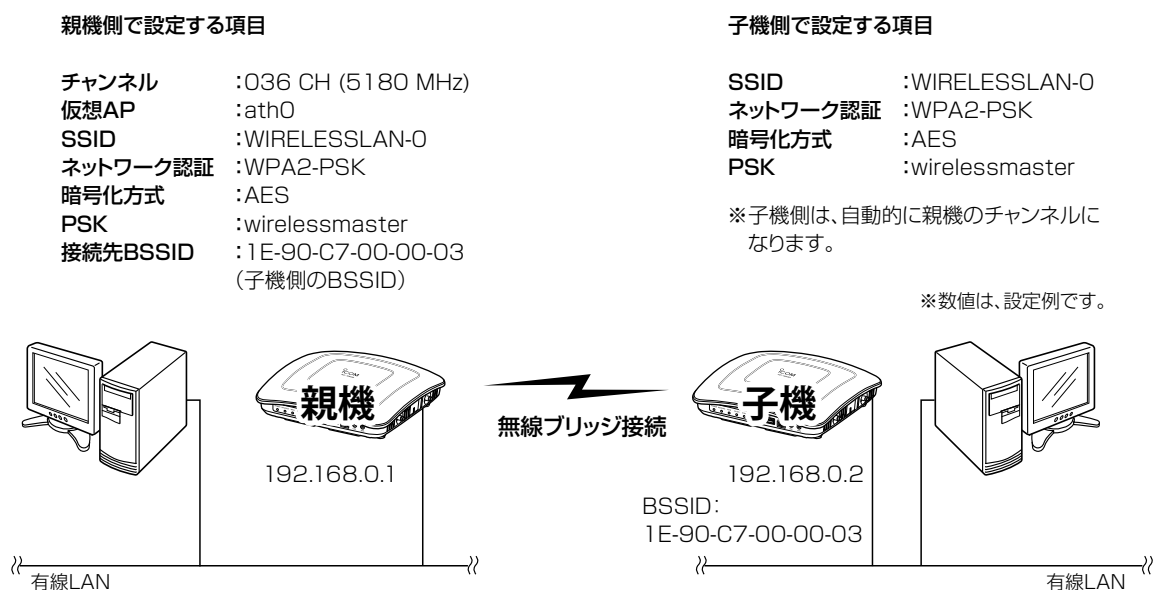 親機側で設定する項目
チャンネル :036 CH (5180 MHz)
仮想AP :ath0
SSID :WIRELESSLAN-0
ネットワーク認証 :WPA2-PSK
暗号化方式 :AES
PSK :wirelessmaster
接続先BSSID :1E-90-C7-00-00-03
(子機側のBSSID)
子機側で設定する項目
SSID :WIRELESSLAN-0
ネットワーク認証 :WPA2-PSK
暗号化方式 :AES
PSK :wirelessmaster
※子機側は、自動的に親機のチャンネルに
なります。
※数値は、設定例です。
ICOM
親機
無線ブリッジ接続
ICOM
子機
192.168.0.1
192.168.0.2
BSSID:
1E-90-C7-00-00-03
有線LAN
有線LAN